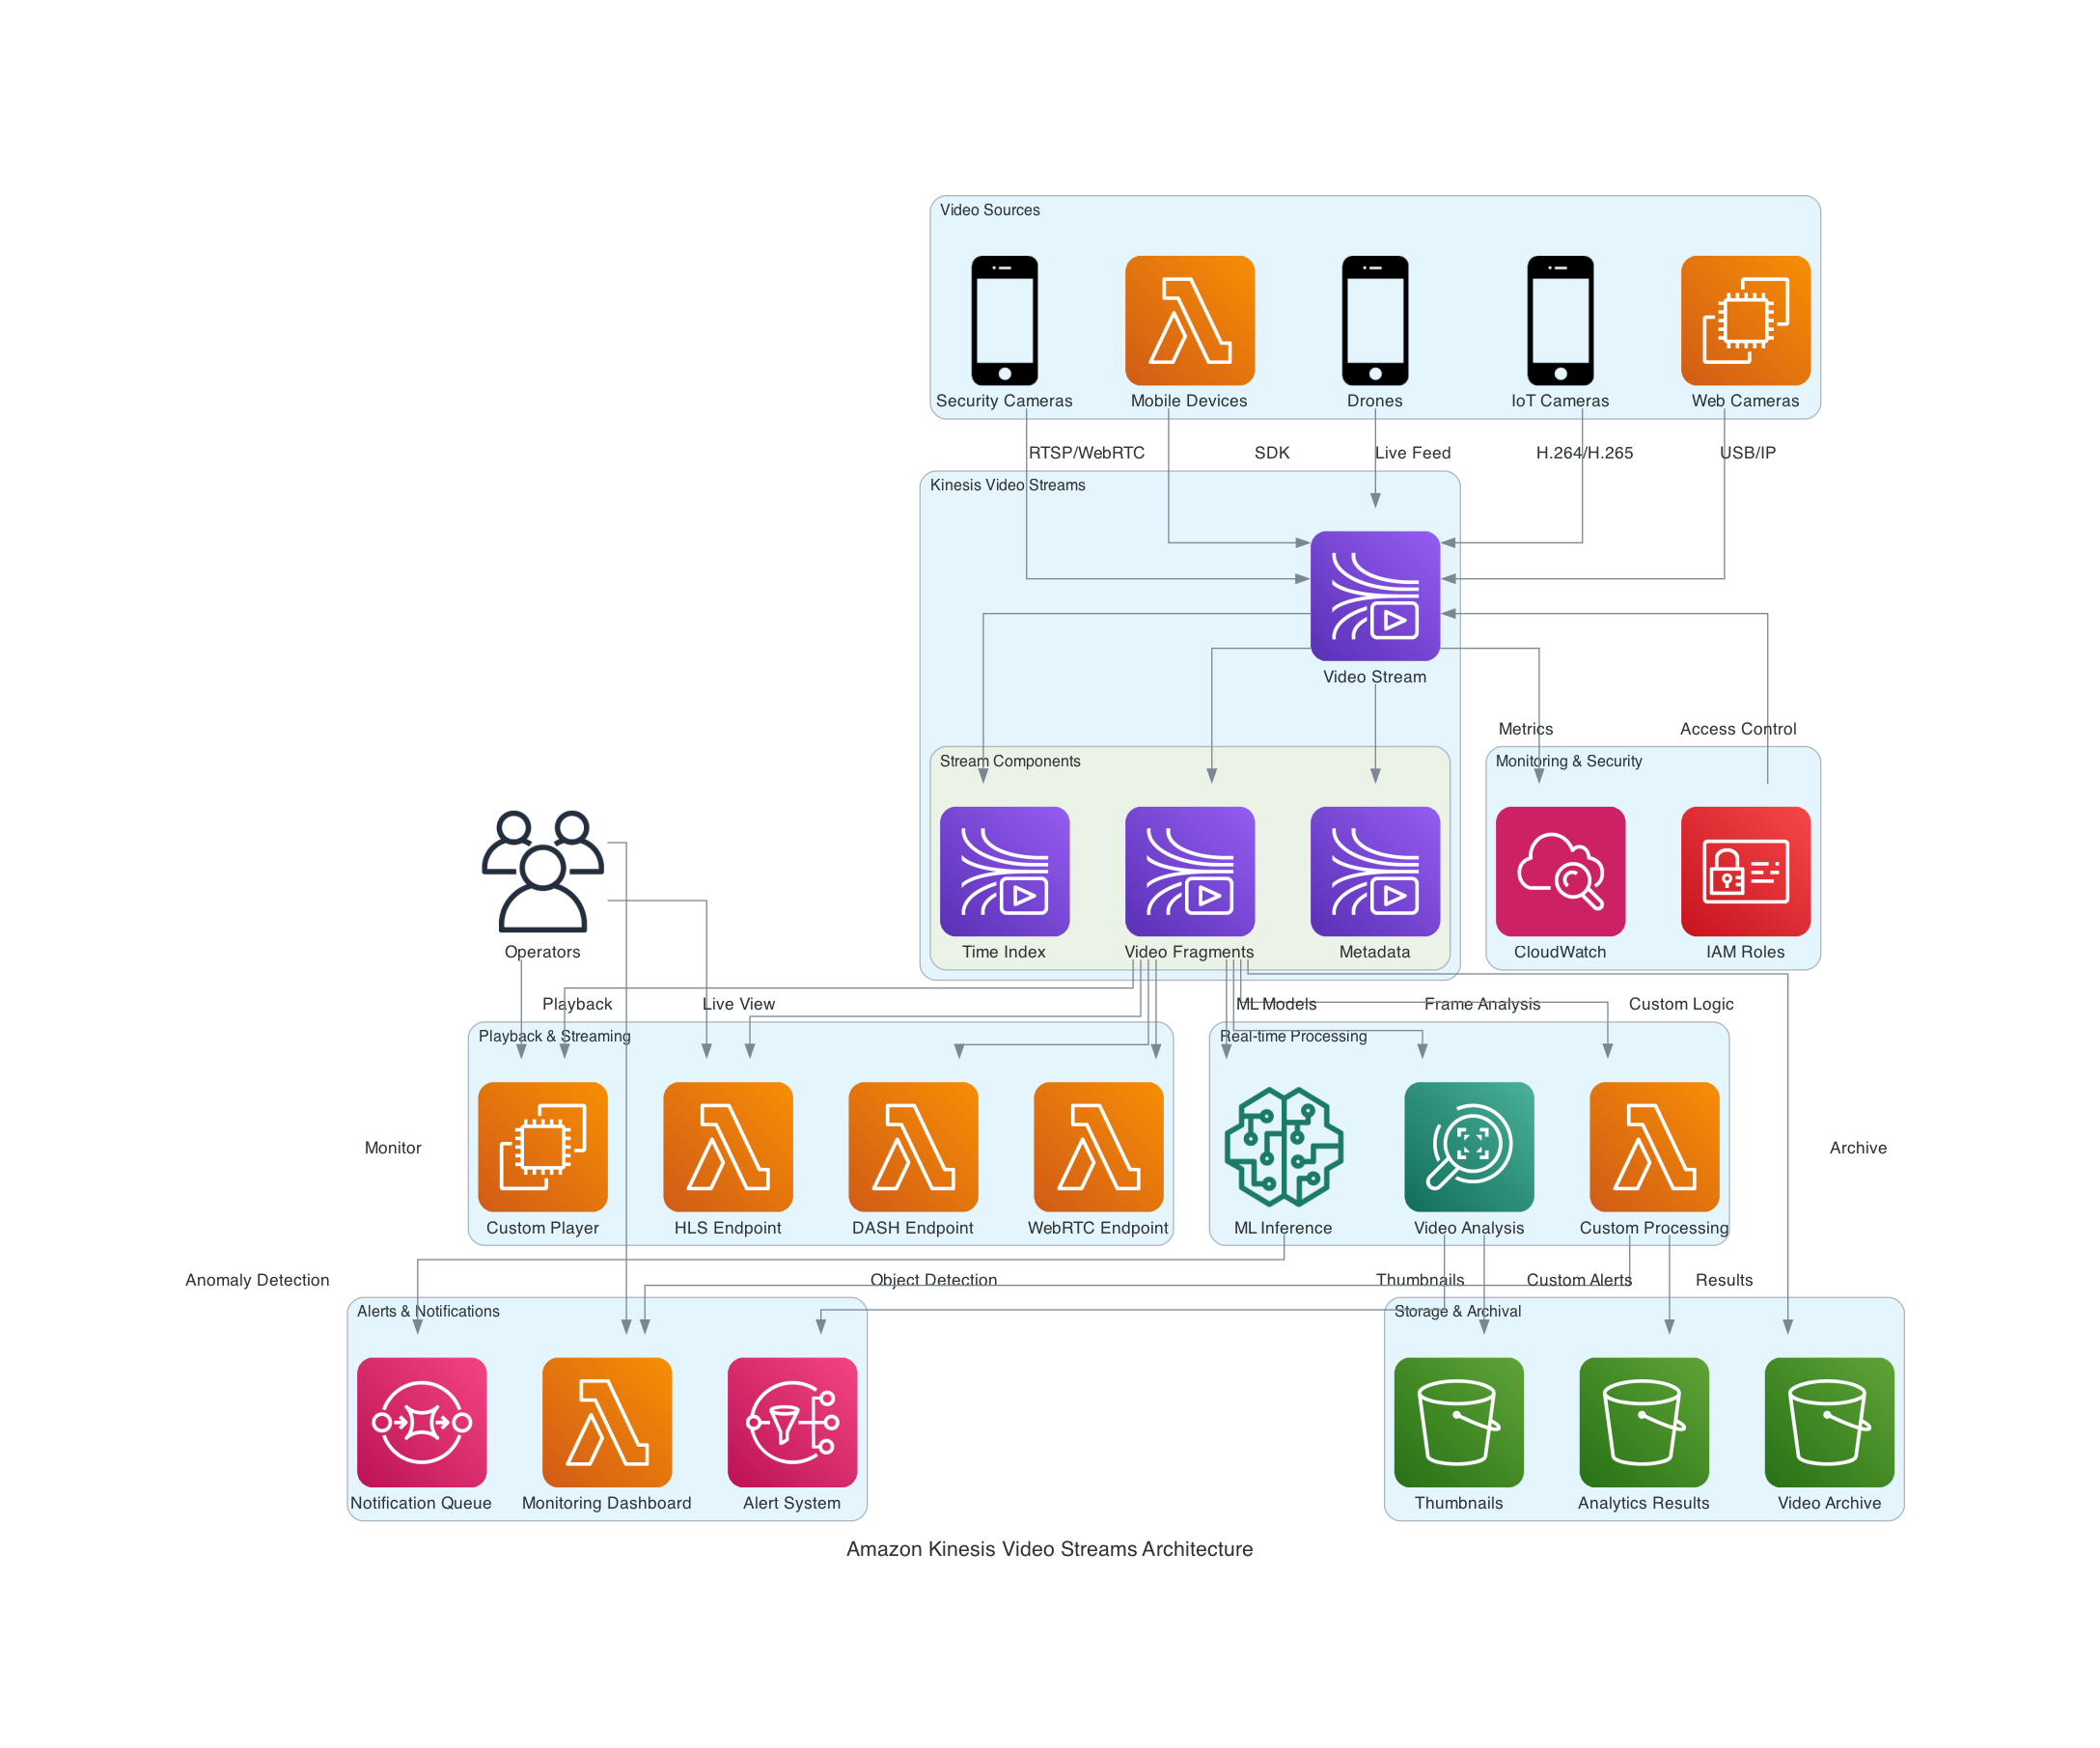 Video Sources
Security Cameras
Mobile Devices
Drones
IoT Cameras
Web Cameras
RTSP/WebRTC
SDK
Live Feed
H.264/H.265
USB/IP
Kinesis Video Streams
Video Stream
Metrics
Access Control
Stream Components
Monitoring & Security
Operators
Time Index
Video Fragments
Metadata
CloudWatch
IAM Roles
Playback
Live View
ML Models
Frame Analysis
Custom Logic
Playback & Streaming
Real-time Processing
Monitor
Archive
Custom Player
HLS Endpoint
DASH Endpoint
WebRTC Endpoint
ML Inference
Video Analysis
Custom Processing
Anomaly Detection
Object Detection
Thumbnails
Custom Alerts
Results
Alerts & Notifications
Storage & Archival
Notification Queue
Monitoring Dashboard
Alert System
Thumbnails
Analytics Results
Video Archive
Amazon Kinesis Video Streams Architecture